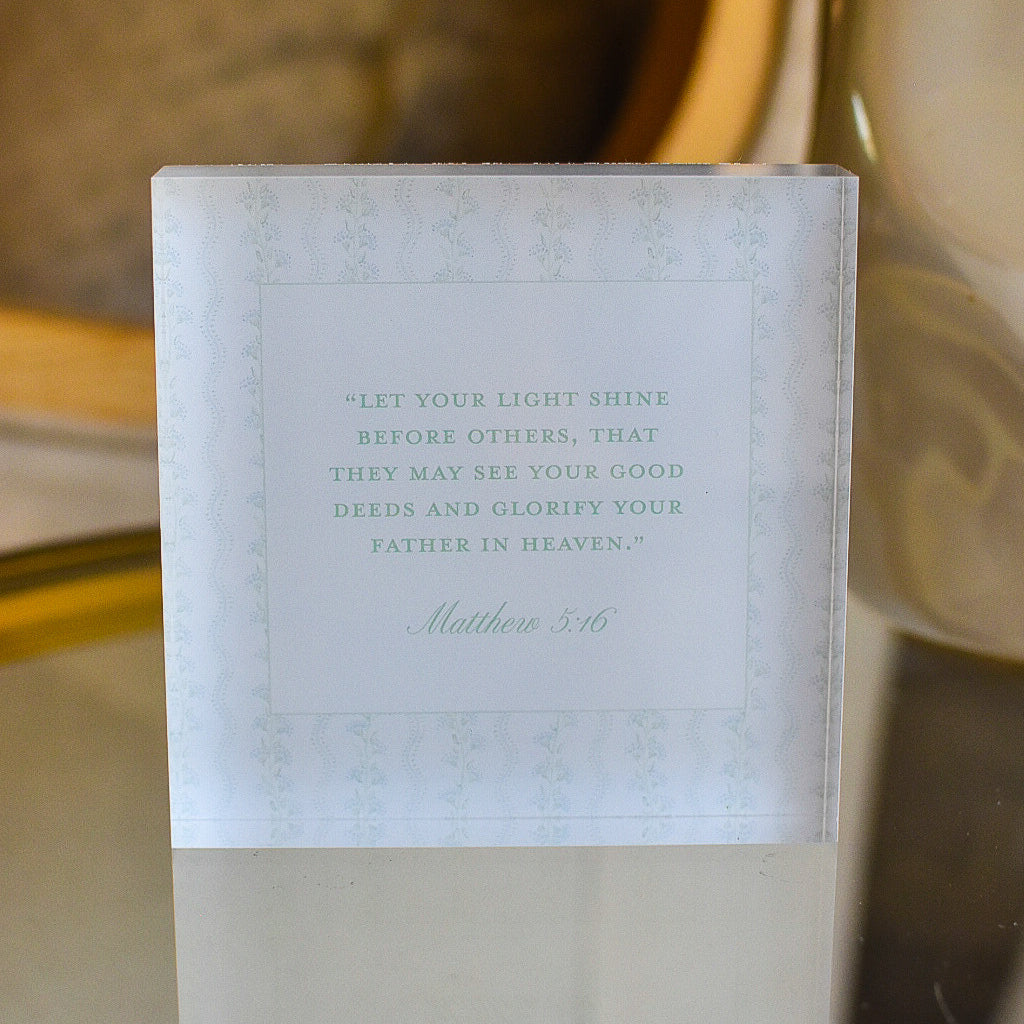 “LET YOUR LIGHT SHINE
BEFORE OTHERS, THAT
THEY MAY SEE YOUR GOOD
DEEDS AND GLORIFY YOUR
FATHER IN HEAVEN.”
Matthew 5:16